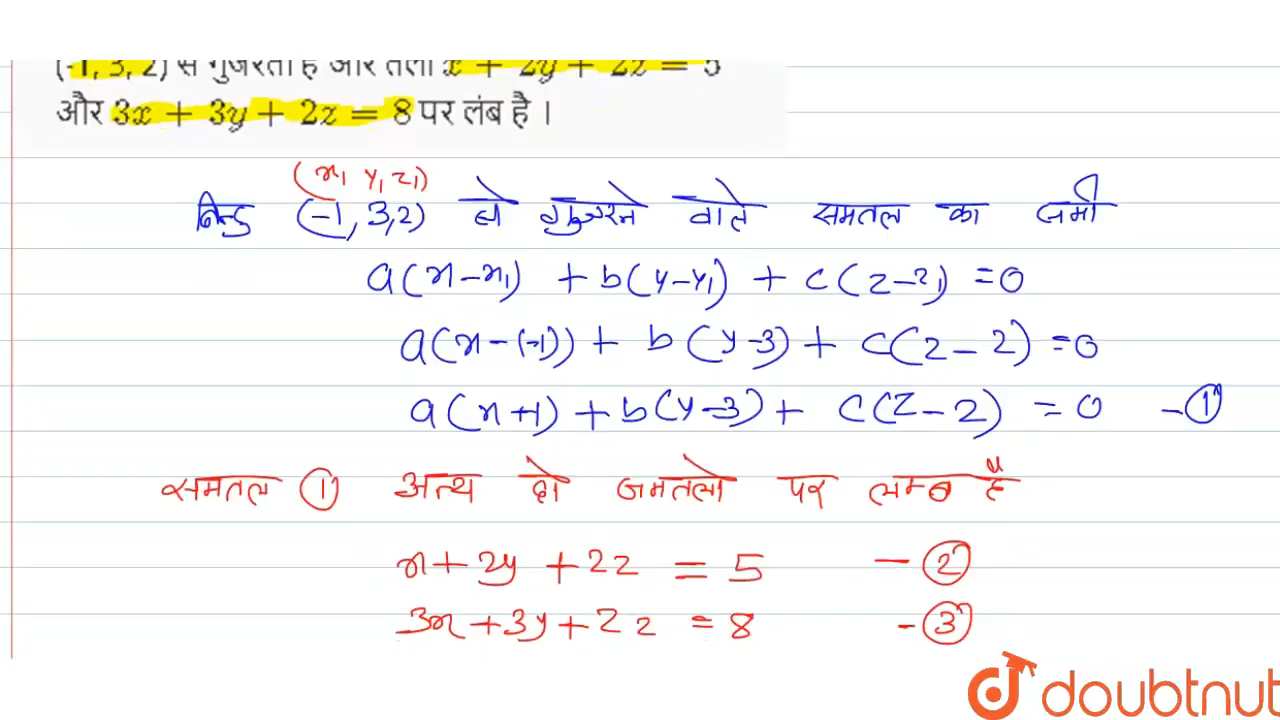 (-1, 3, 2) से गुजरता है और तलों x + 2y + 2z = 5
और 3x + 3y + 2z = 8 पर लंब है ।
(x₁ y₁ z₁)
बिन्दु (-1, 3, 2) से गुजरने वाले समतल का समी
a(x-x₁) + b(y-y₁) + c(z-z₁) = 0
a(x-(-1)) + b(y-3) + c(z-2) = 0
a(x+1) + b(y-3) + c(z-2) = 0 - ①
समतल ① अन्य दो समतलो पर लम्ब है
x + 2y + 2z = 5 - ②
3x + 3y + 2z = 8 - ③
doubtnut